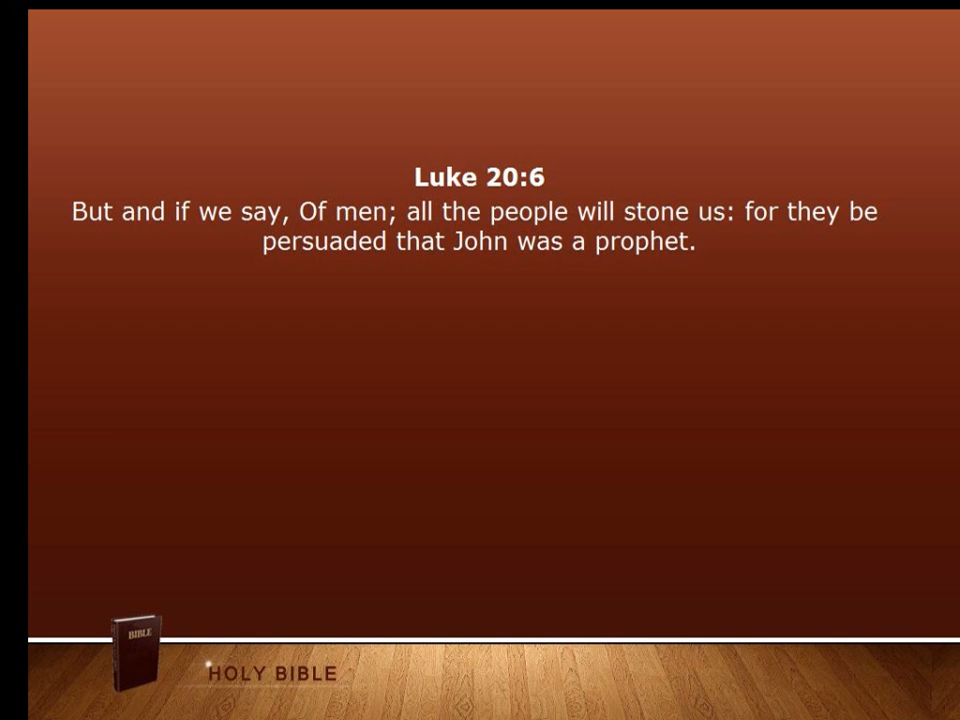 Luke 20:6
But and if we say, Of men; all the people will stone us: for they be
persuaded that John was a prophet.
BIBLE
HOLY BIBLE